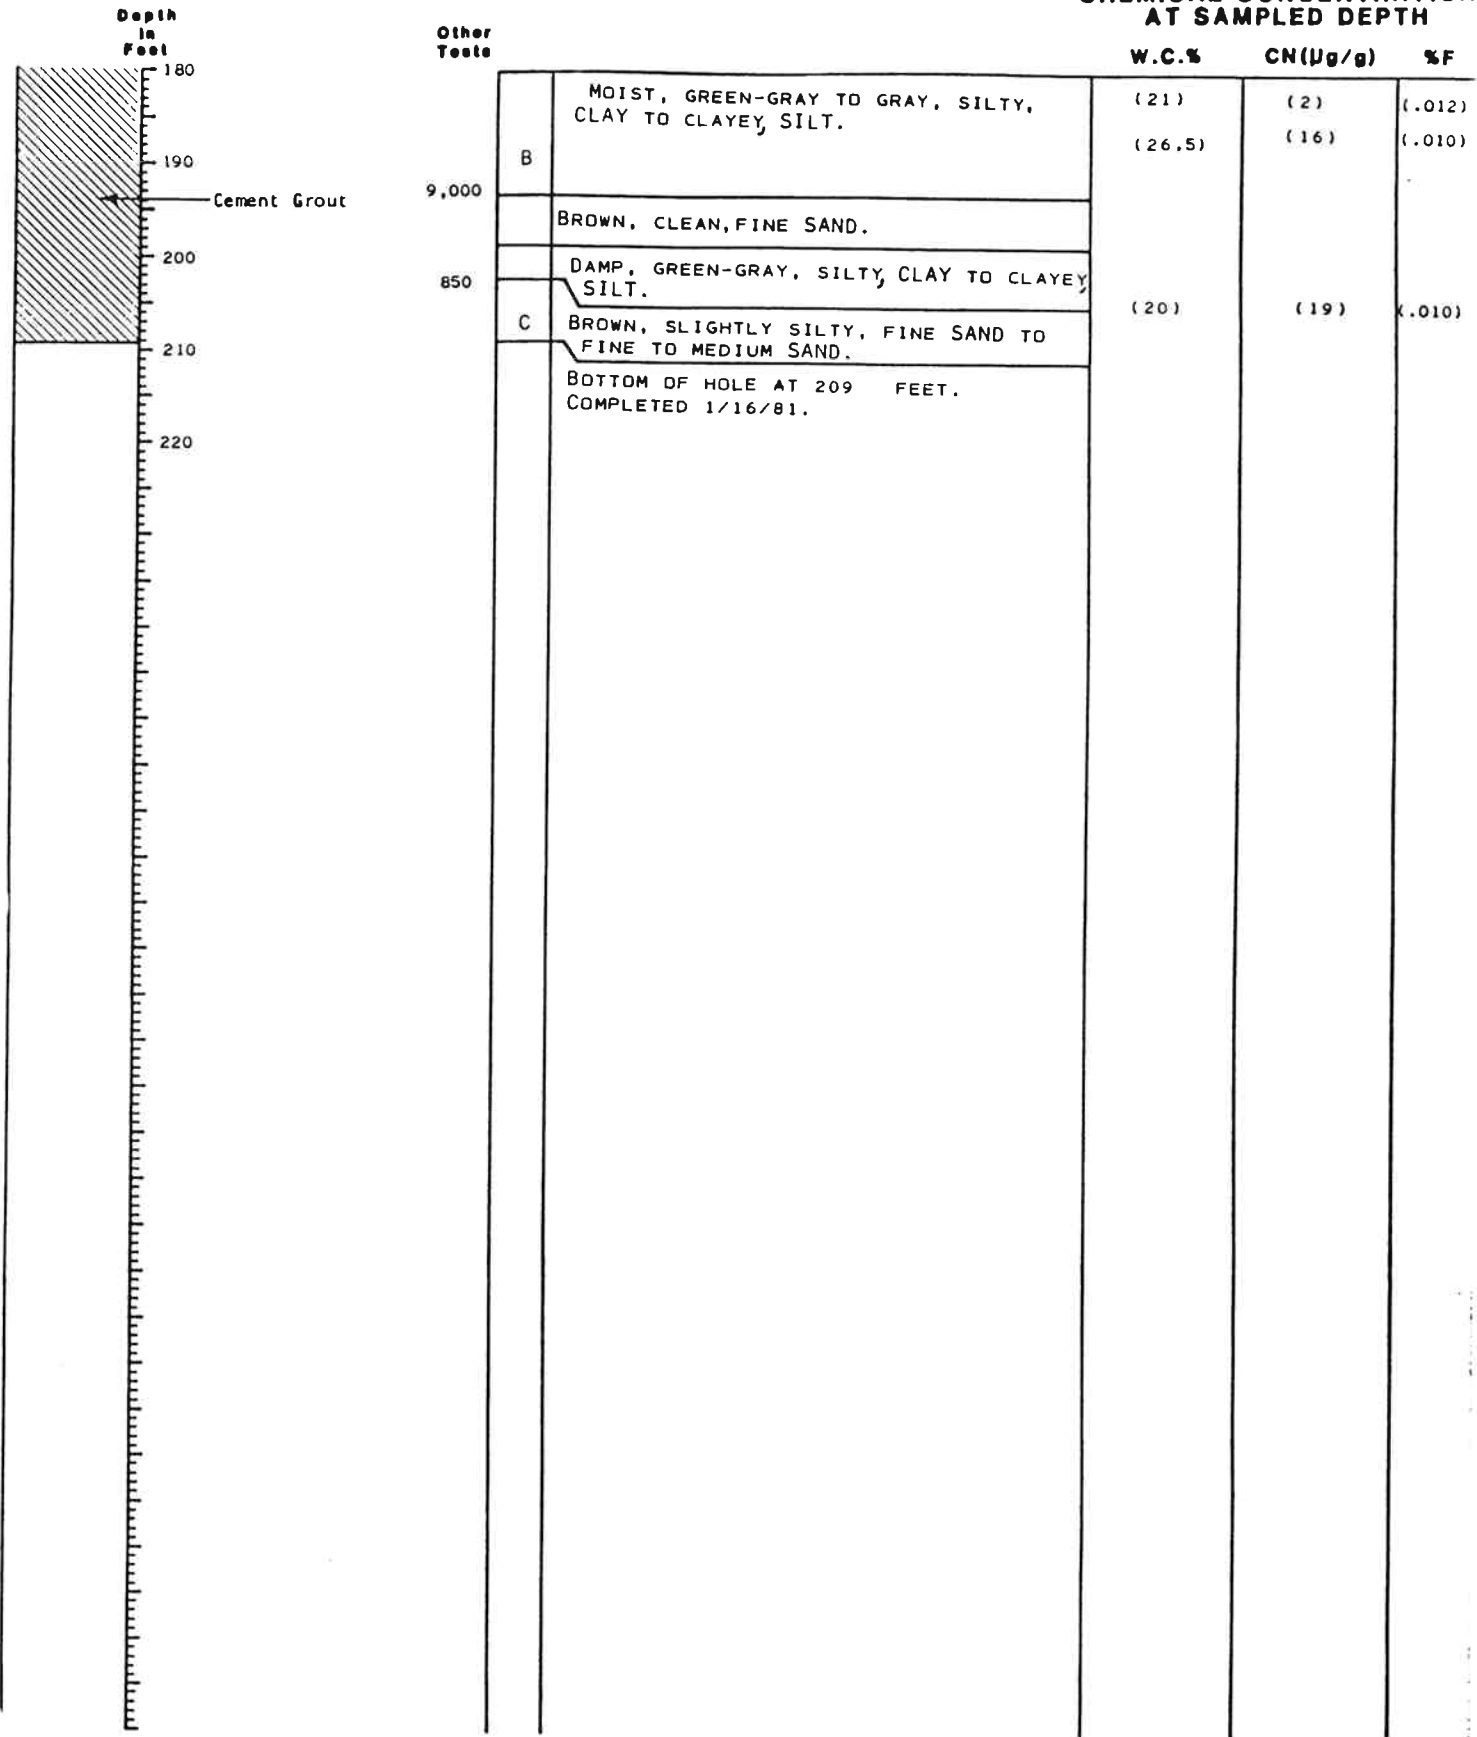 AT SAMPLED DEPTH
Depth
in
Feet
Other
Tests
W.C.%
CN(µg/g)
%F
180
MOIST, GREEN-GRAY TO GRAY, SILTY,
CLAY TO CLAYEY, SILT.
(21)
(2)
(.012)
B
(26.5)
(16)
(.010)
190
9,000
Cement Grout
BROWN, CLEAN, FINE SAND.
200
850
DAMP, GREEN-GRAY, SILTY, CLAY TO CLAYEY,
SILT.
(20)
(19)
(.010)
C
BROWN, SLIGHTLY SILTY, FINE SAND TO
FINE TO MEDIUM SAND.
210
BOTTOM OF HOLE AT 209 FEET.
COMPLETED 1/16/81.
220